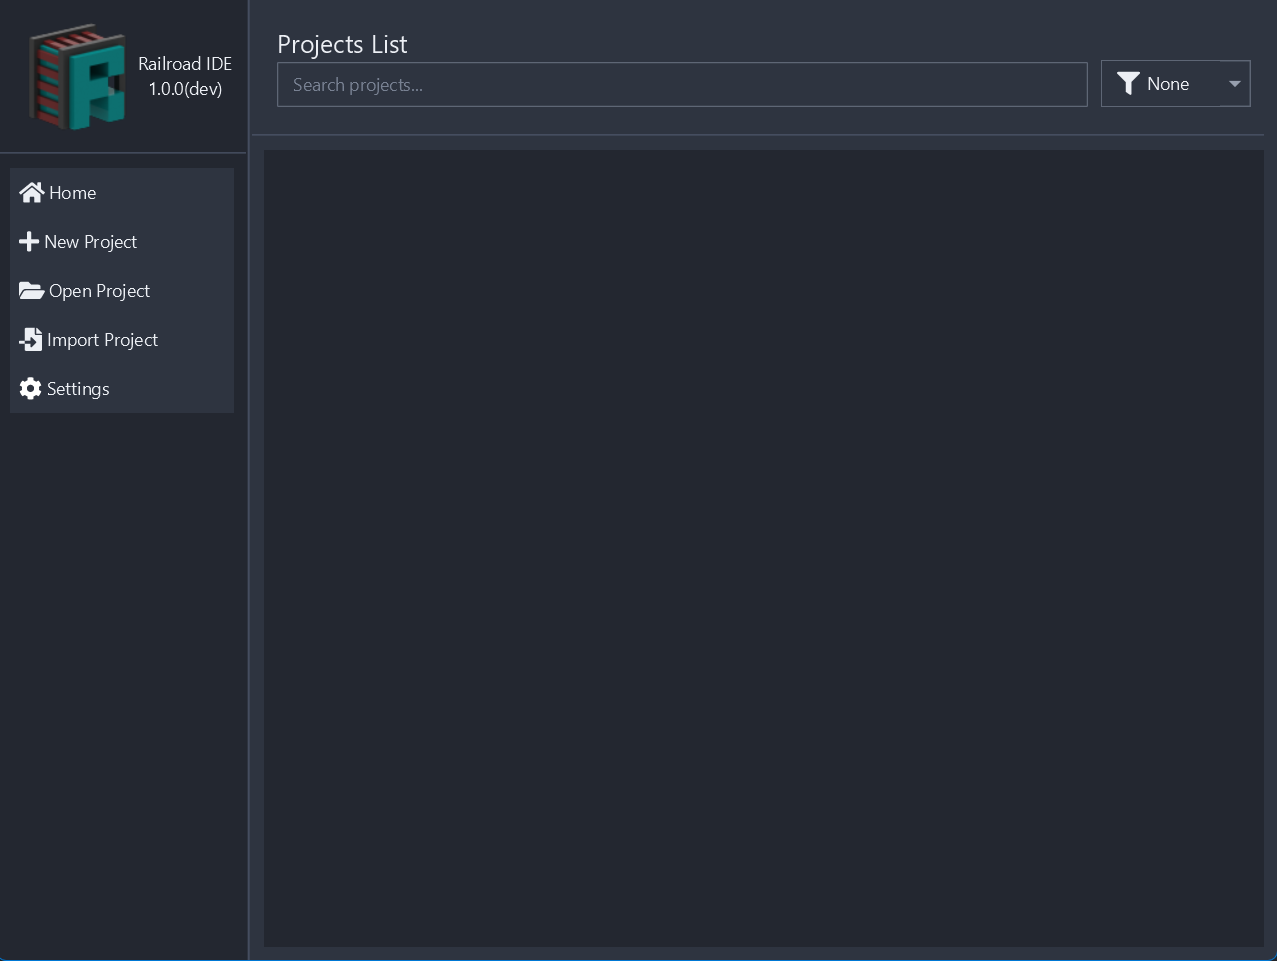 Railroad IDE
1.0.0(dev)
Home
New Project
Open Project
Import Project
Settings
Projects List
Search projects...
None